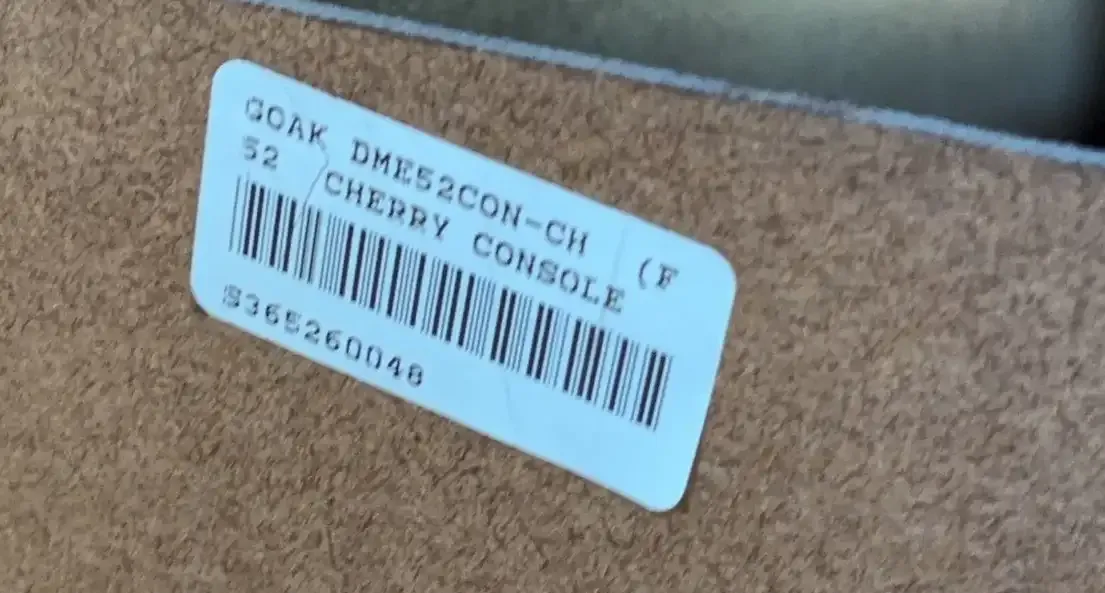 GOAK DME52CON-CH (F
52 CHERRY CONSOLE
S365260048